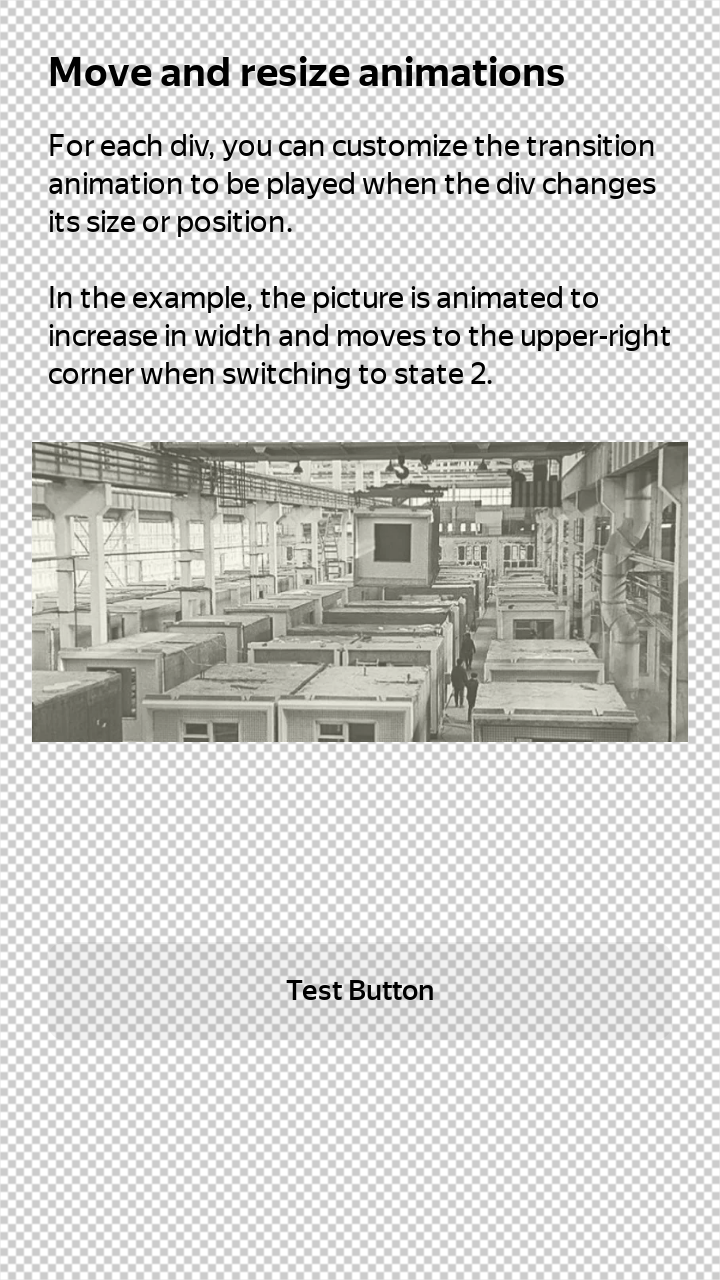 Move and resize animations
For each div, you can customize the transition
animation to be played when the div changes
its size or position.
In the example, the picture is animated to
increase in width and moves to the upper-right
corner when switching to state 2.
Test Button